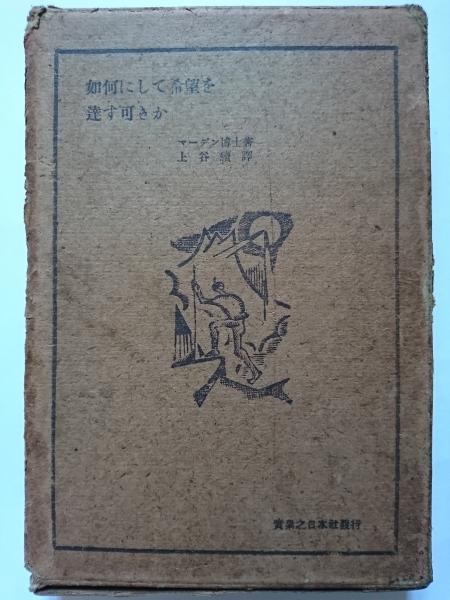 如何にして希望を
達す可きか
マーデン博士著
上谷續譯
實業之日本社發行